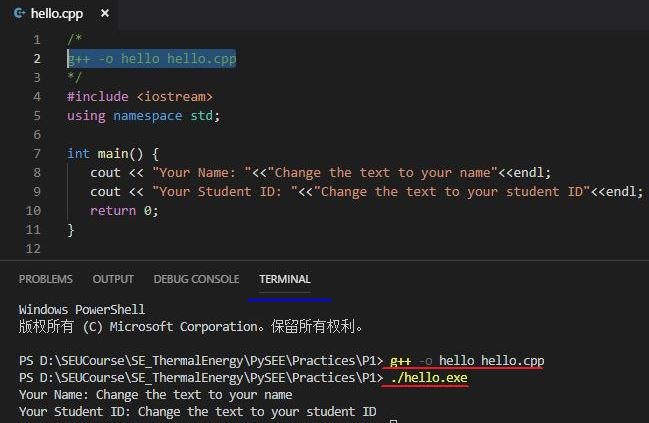 hello.cpp
1 /*
2 g++ -o hello hello.cpp
3 */
4 #include <iostream>
5 using namespace std;
6
7 int main() {
8 cout << "Your Name: "<<"Change the text to your name"<<endl;
9 cout << "Your Student ID: "<<"Change the text to your student ID"<<endl;
10 return 0;
11 }
12
PROBLEMS OUTPUT DEBUG CONSOLE TERMINAL
Windows PowerShell
版权所有 (C) Microsoft Corporation。保留所有权利。
PS D:\SEUCourse\SE_ThermalEnergy\PySEE\Practices\P1> g++ -o hello hello.cpp
PS D:\SEUCourse\SE_ThermalEnergy\PySEE\Practices\P1> ./hello.exe
Your Name: Change the text to your name
Your Student ID: Change the text to your student ID